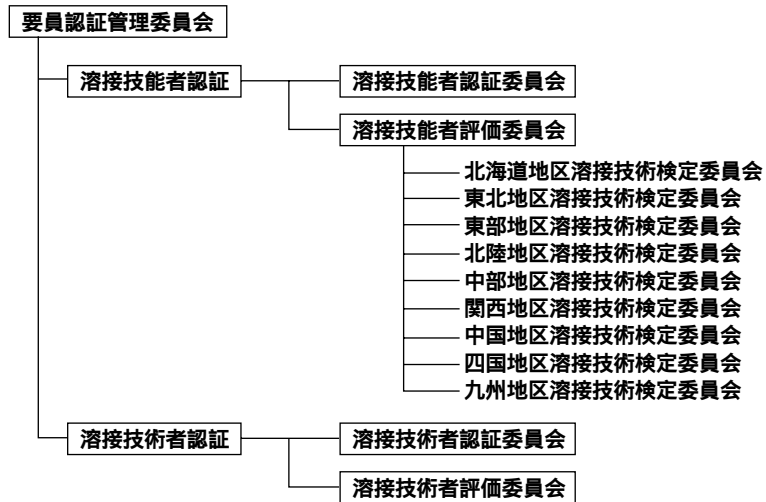 要員認証管理委員会
溶接技能者認証
溶接技能者認証委員会
溶接技能者評価委員会
北海道地区溶接技術検定委員会
東北地区溶接技術検定委員会
東部地区溶接技術検定委員会
北陸地区溶接技術検定委員会
中部地区溶接技術検定委員会
関西地区溶接技術検定委員会
中国地区溶接技術検定委員会
四国地区溶接技術検定委員会
九州地区溶接技術検定委員会
溶接技術者認証
溶接技術者認証委員会
溶接技術者評価委員会